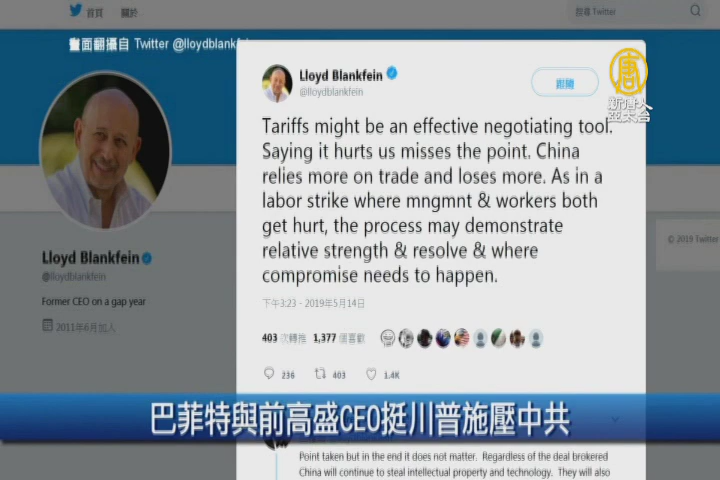 首頁 關於
搜尋 Twitter
畫面翻攝自 Twitter @lloydblankfein
新唐人
亞太台
Lloyd Blankfein
@lloydblankfein
跟隨
Tariffs might be an effective negotiating tool.
Saying it hurts us misses the point. China
relies more on trade and loses more. As in a
labor strike where mngmnt & workers both
get hurt, the process may demonstrate
relative strength & resolve & where
compromise needs to happen.
下午3:23 - 2019年5月14日
403 次轉推 1,377 個喜歡
236 403 1.4K
Lloyd Blankfein
@lloydblankfein
Former CEO on a gap year
2011年6月加入
© 2019 Twitter
巴菲特與前高盛CEO挺川普施壓中共
Point taken but in the end it does not matter. Regardless of the deal brokered
China will continue to steal intellectual property and technology. They will also